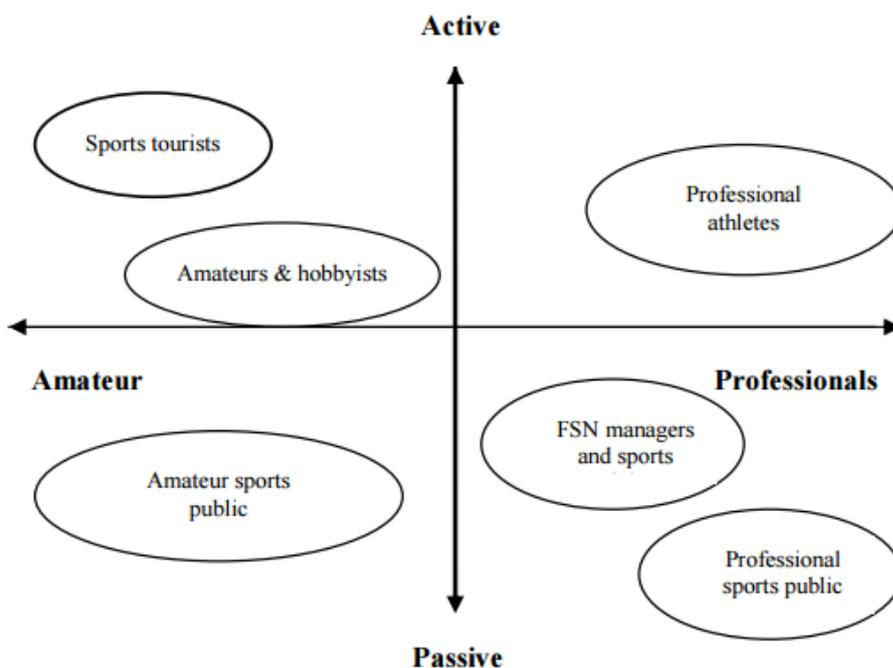 Active
Sports tourists
Professional
athletes
Amateurs & hobbyists
Amateur
Professionals
FSN managers
and sports
Amateur sports
public
Professional
sports public
Passive